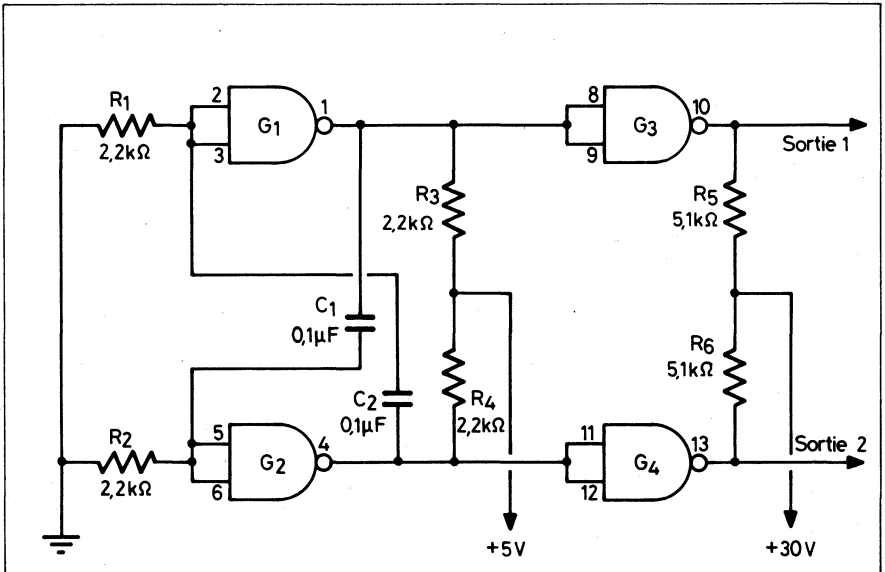 R1
2,2kΩ
2
3
G1
1
8
9
G3
10
Sortie 1
R3
2,2kΩ
R5
5,1kΩ
C1
0,1µF
C2
0,1µF
R4
2,2kΩ
R6
5,1kΩ
R2
2,2kΩ
5
6
G2
4
11
12
G4
13
Sortie 2
+5V
+30V